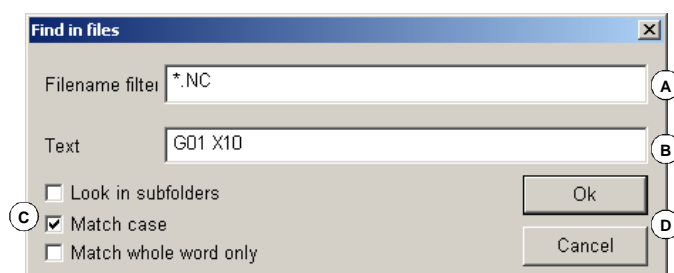 Find in files
Filename filter *.NC A
Text G01 X10 B
Look in subfolders Ok
C Match case D
Match whole word only Cancel